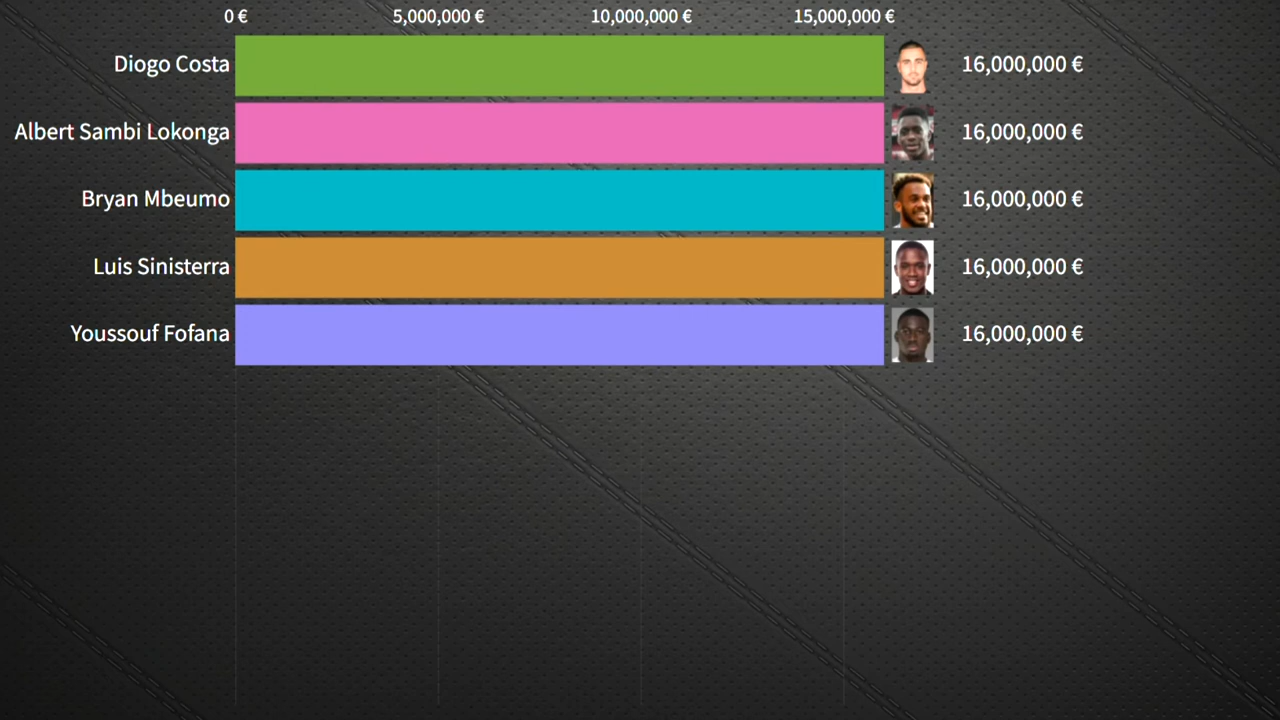 0 € 5,000,000 € 10,000,000 € 15,000,000 €
Diogo Costa 16,000,000 €
Albert Sambi Lokonga 16,000,000 €
Bryan Mbeumo 16,000,000 €
Luis Sinisterra 16,000,000 €
Youssouf Fofana 16,000,000 €